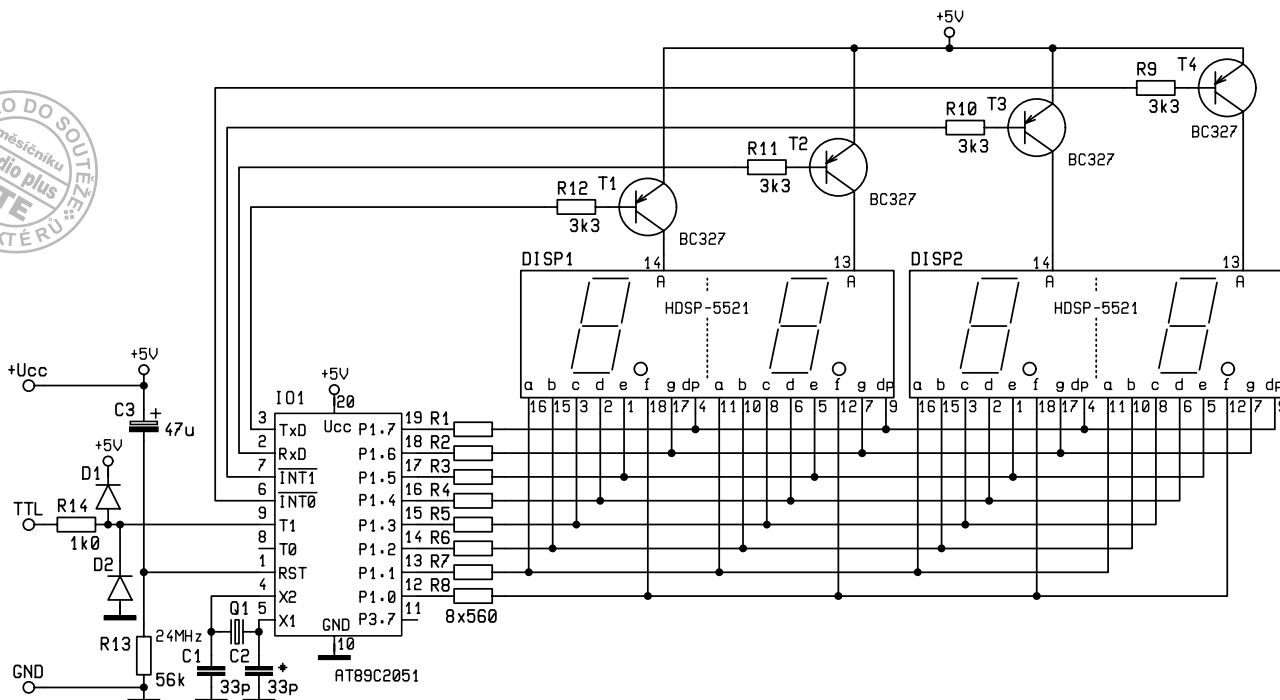 +5V
R9
T4
3k3
BC327
R10
T3
3k3
BC327
R11
T2
3k3
BC327
R12
T1
3k3
BC327
O DO SOUTĚŽE
měsíčníku
dio plus
TE
KTÉRŮ
DISP1
14
13
A
A
HDSP-5521
a b c d e f g dp a b c d e f g dp
16 15 3 2 1 18 17 4 11 10 8 6 5 12 7 9
DISP2
14
13
A
A
HDSP-5521
a b c d e f g dp a b c d e f g dp
16 15 3 2 1 18 17 4 11 10 8 6 5 12 7
+Ucc
+5V
C3
+
47u
+5V
D1
TTL
R14
1k0
D2
R13
56k
GND
24MHz
Q1
C1
33p
C2
33p
*
+5V
IO1
20
Ucc
3 TxD
2 RxD
7 INT1
6 INT0
9 T1
8 T0
1 RST
4 X2
5 X1
P1.7 19 R1
P1.6 18 R2
P1.5 17 R3
P1.4 16 R4
P1.3 15 R5
P1.2 14 R6
P1.1 13 R7
P1.0 12 R8
P3.7 11
8x560
GND
10
AT89C2051